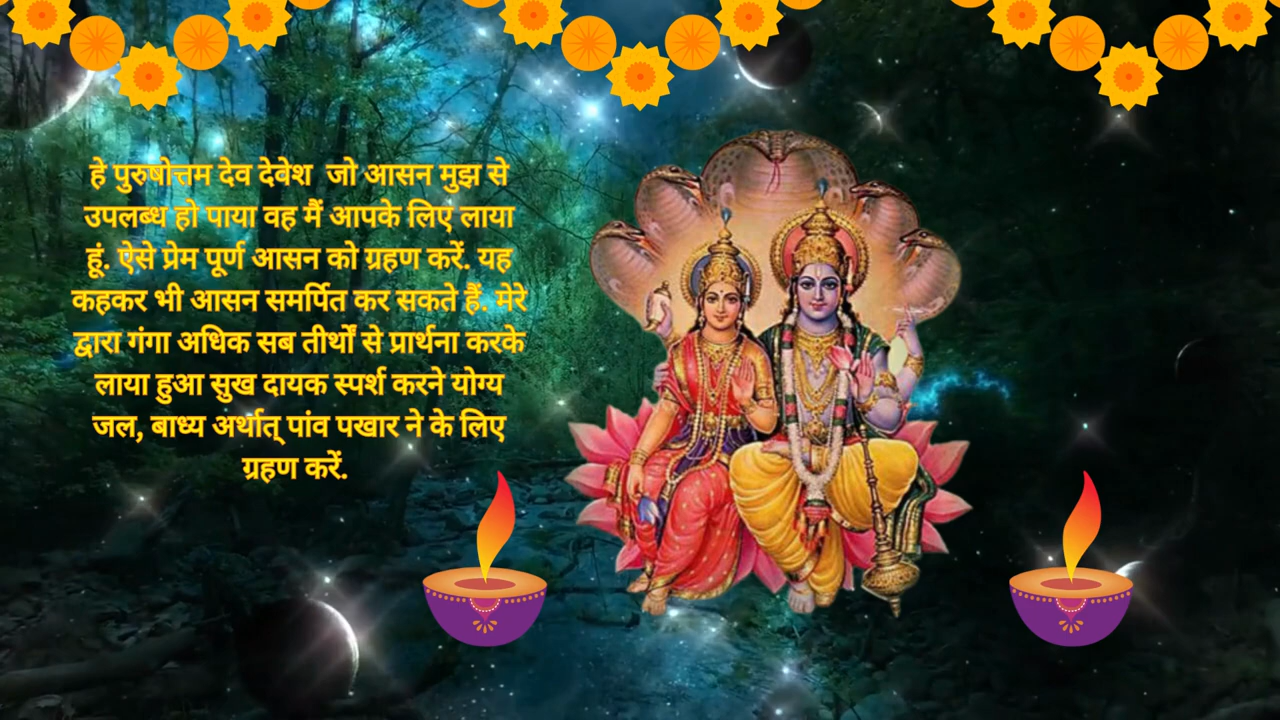 हे पुरुषोत्तम देव देवेश जो आसन मुझ से
उपलब्ध हो पाया वह मैं आपके लिए लाया
हूं. ऐसे प्रेम पूर्ण आसन को ग्रहण करें. यह
कहकर भी आसन समर्पित कर सकते हैं. मेरे
द्वारा गंगा अधिक सब तीर्थों से प्रार्थना करके
लाया हुआ सुख दायक स्पर्श करने योग्य
जल, बाध्य अर्थात् पांव पखार ने के लिए
ग्रहण करें.